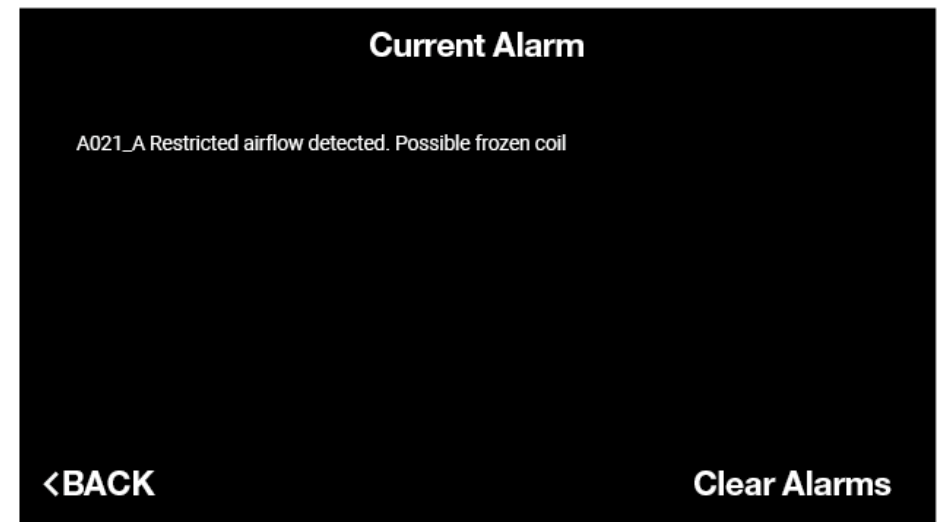 Current Alarm
A021_A Restricted airflow detected. Possible frozen coil
<BACK
Clear Alarms